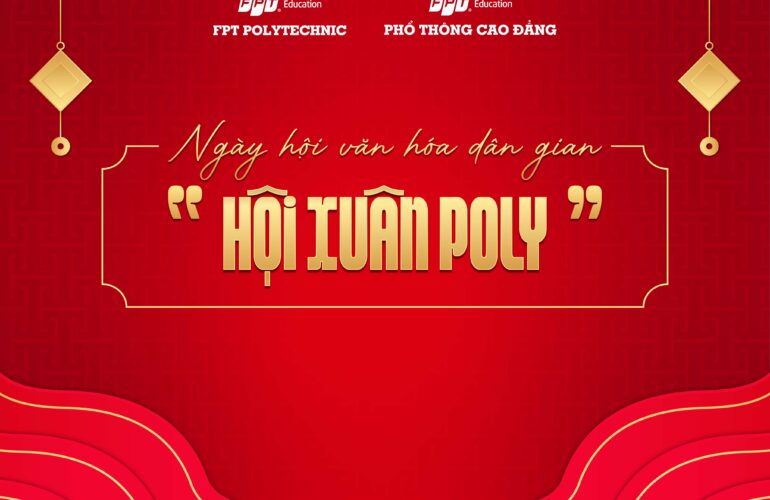 FPT Education FPT Education
FPT POLYTECHNIC PHỔ THÔNG CAO ĐẲNG
Ngày hội văn hóa dân gian
“ HỘI XUÂN POLY ”